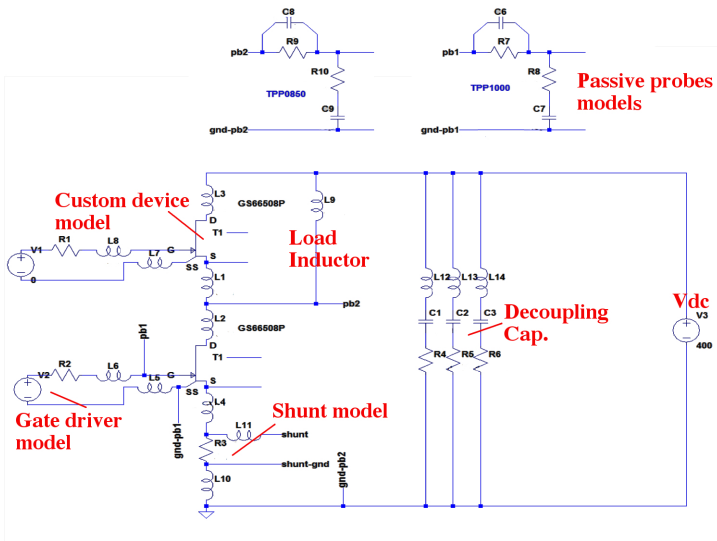 C8
C6
R9
R7
pb2
pb1
R10
R8
TPP0850
TPP1000
Passive probes
models
C9
C7
gnd-pb2
gnd-pb1
L3
GS66508P
L9
Custom device
model
D
T1
V1
R1
L8
L7
G
S
SS
0
Load
Inductor
L1
L12
L13
L14
pb2
Vdc
V3
400
L2
GS66508P
C1
C2
C3
Decoupling
Cap.
pb1
D
T1
R4
R5
R6
V2
R2
L6
L5
G
S
SS
Gate driver
model
gnd-pb1
L4
Shunt model
L11
shunt
R3
shunt-gnd
gnd-pb2
L10